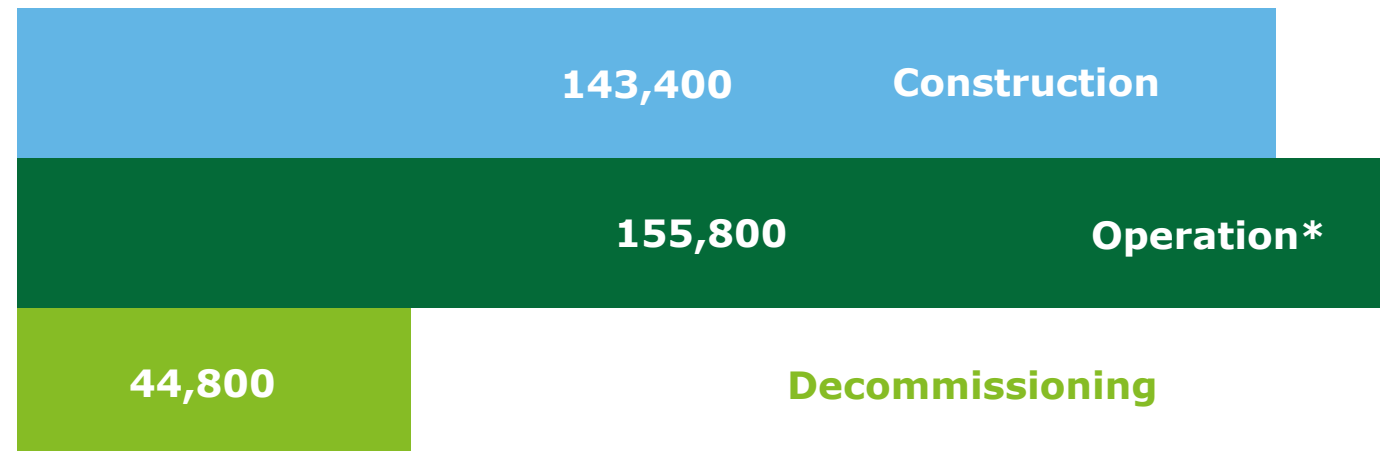 143,400 Construction
155,800 Operation*
44,800 Decommissioning